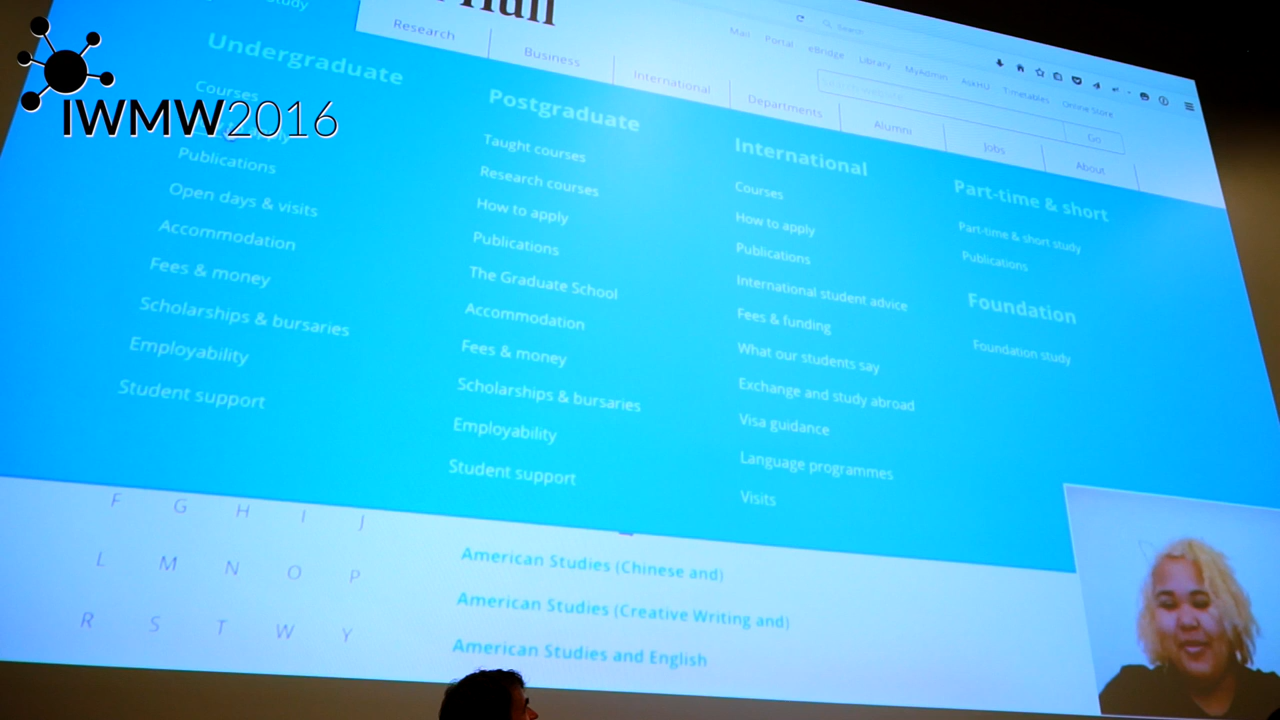 IWMW2016
Study
Hull
Search
Mail Portal eBridge Library MyAdmin AskHU Timetables Online Store
Go
Research Business International Departments Alumni Jobs About
Undergraduate
Courses
Publications
Open days & visits
Accommodation
Fees & money
Scholarships & bursaries
Employability
Student support
Postgraduate
Taught courses
Research courses
How to apply
Publications
The Graduate School
Accommodation
Fees & money
Scholarships & bursaries
Employability
Student support
International
Courses
How to apply
Publications
International student advice
Fees & funding
What our students say
Exchange and study abroad
Visa guidance
Language programmes
Visits
Part-time & short
Part-time & short study
Publications
Foundation
Foundation study
F G H I J
L M N O P
R S T W Y
American Studies (Chinese and)
American Studies (Creative Writing and)
American Studies and English